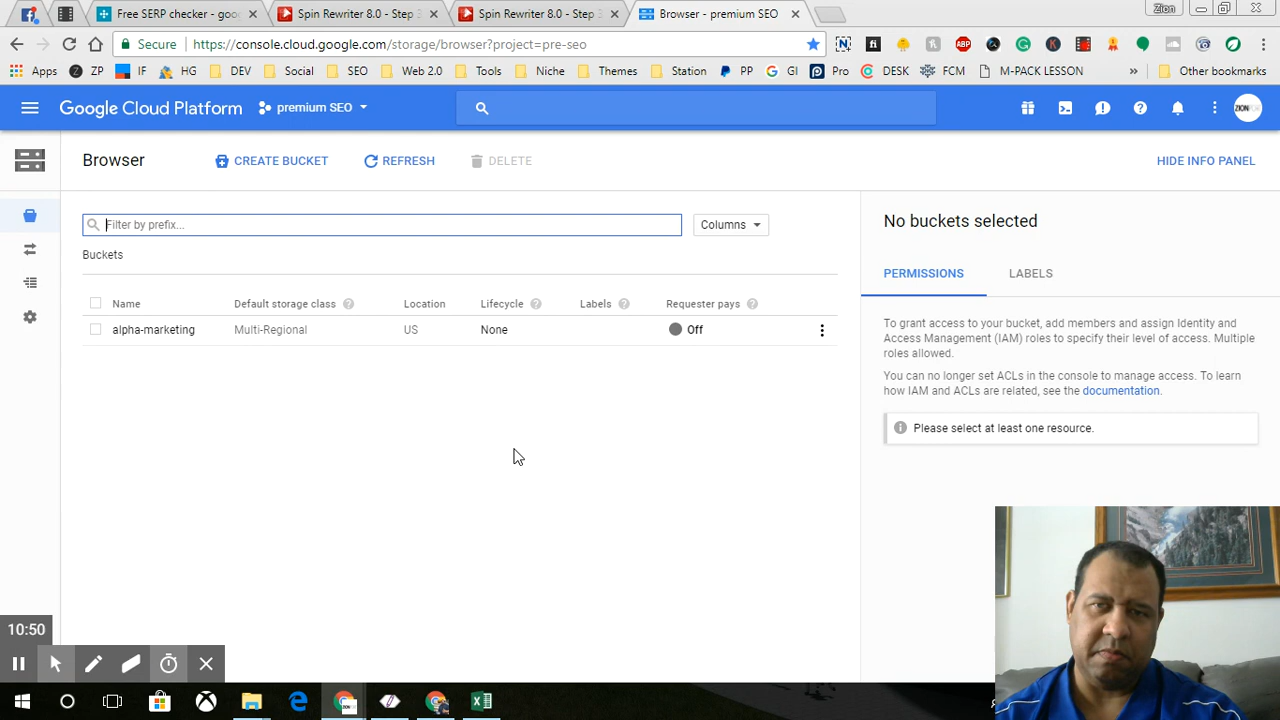 Free SERP checker - goo
Spin Rewriter 8.0 - Step 3
Spin Rewriter 8.0 - Step 3
Browser - premium SEO
Zion
Secure
https://console.cloud.google.com/storage/browser?project=pre-seo
Apps
ZP
IF
HG
DEV
Social
SEO
Web 2.0
Tools
Niche
Themes
Station
PP
GI
Pro
DESK
FCM
M-PACK LESSON
»
Other bookmarks
Google Cloud Platform
premium SEO
Browser
CREATE BUCKET
REFRESH
DELETE
HIDE INFO PANEL
Filter by prefix...
Columns
Buckets
Name Default storage class Location Lifecycle Labels Requester pays
alpha-marketing Multi-Regional US None Off
No buckets selected
PERMISSIONS
LABELS
To grant access to your bucket, add members and assign Identity and
Access Management (IAM) roles to specify their level of access. Multiple
roles allowed.
You can no longer set ACLs in the console to manage access. To learn
how IAM and ACLs are related, see the documentation.
Please select at least one resource.
10:50